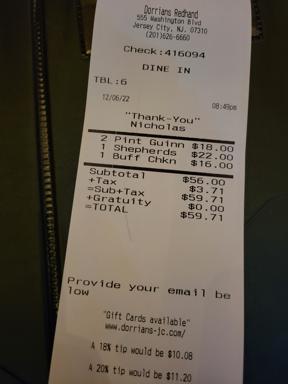 Dorrians Redhand
555 Washington Blvd
Jersey City, NJ. 07310
(201)626-6660
Check:416094
DINE IN
TBL:6
12/06/22 08:49pm
"Thank-You"
Nicholas
2 Pint Guinn $18.00
1 Shepherds $22.00
1 Buff Chkn $16.00
Subtotal $56.00
+Tax $3.71
=Sub+Tax $59.71
+Gratuity $0.00
=TOTAL $59.71
Provide your email be
low
"Gift Cards available"
www.dorrians-jc.com/
A 18% tip would be $10.08
A 20% tip would be $11.20